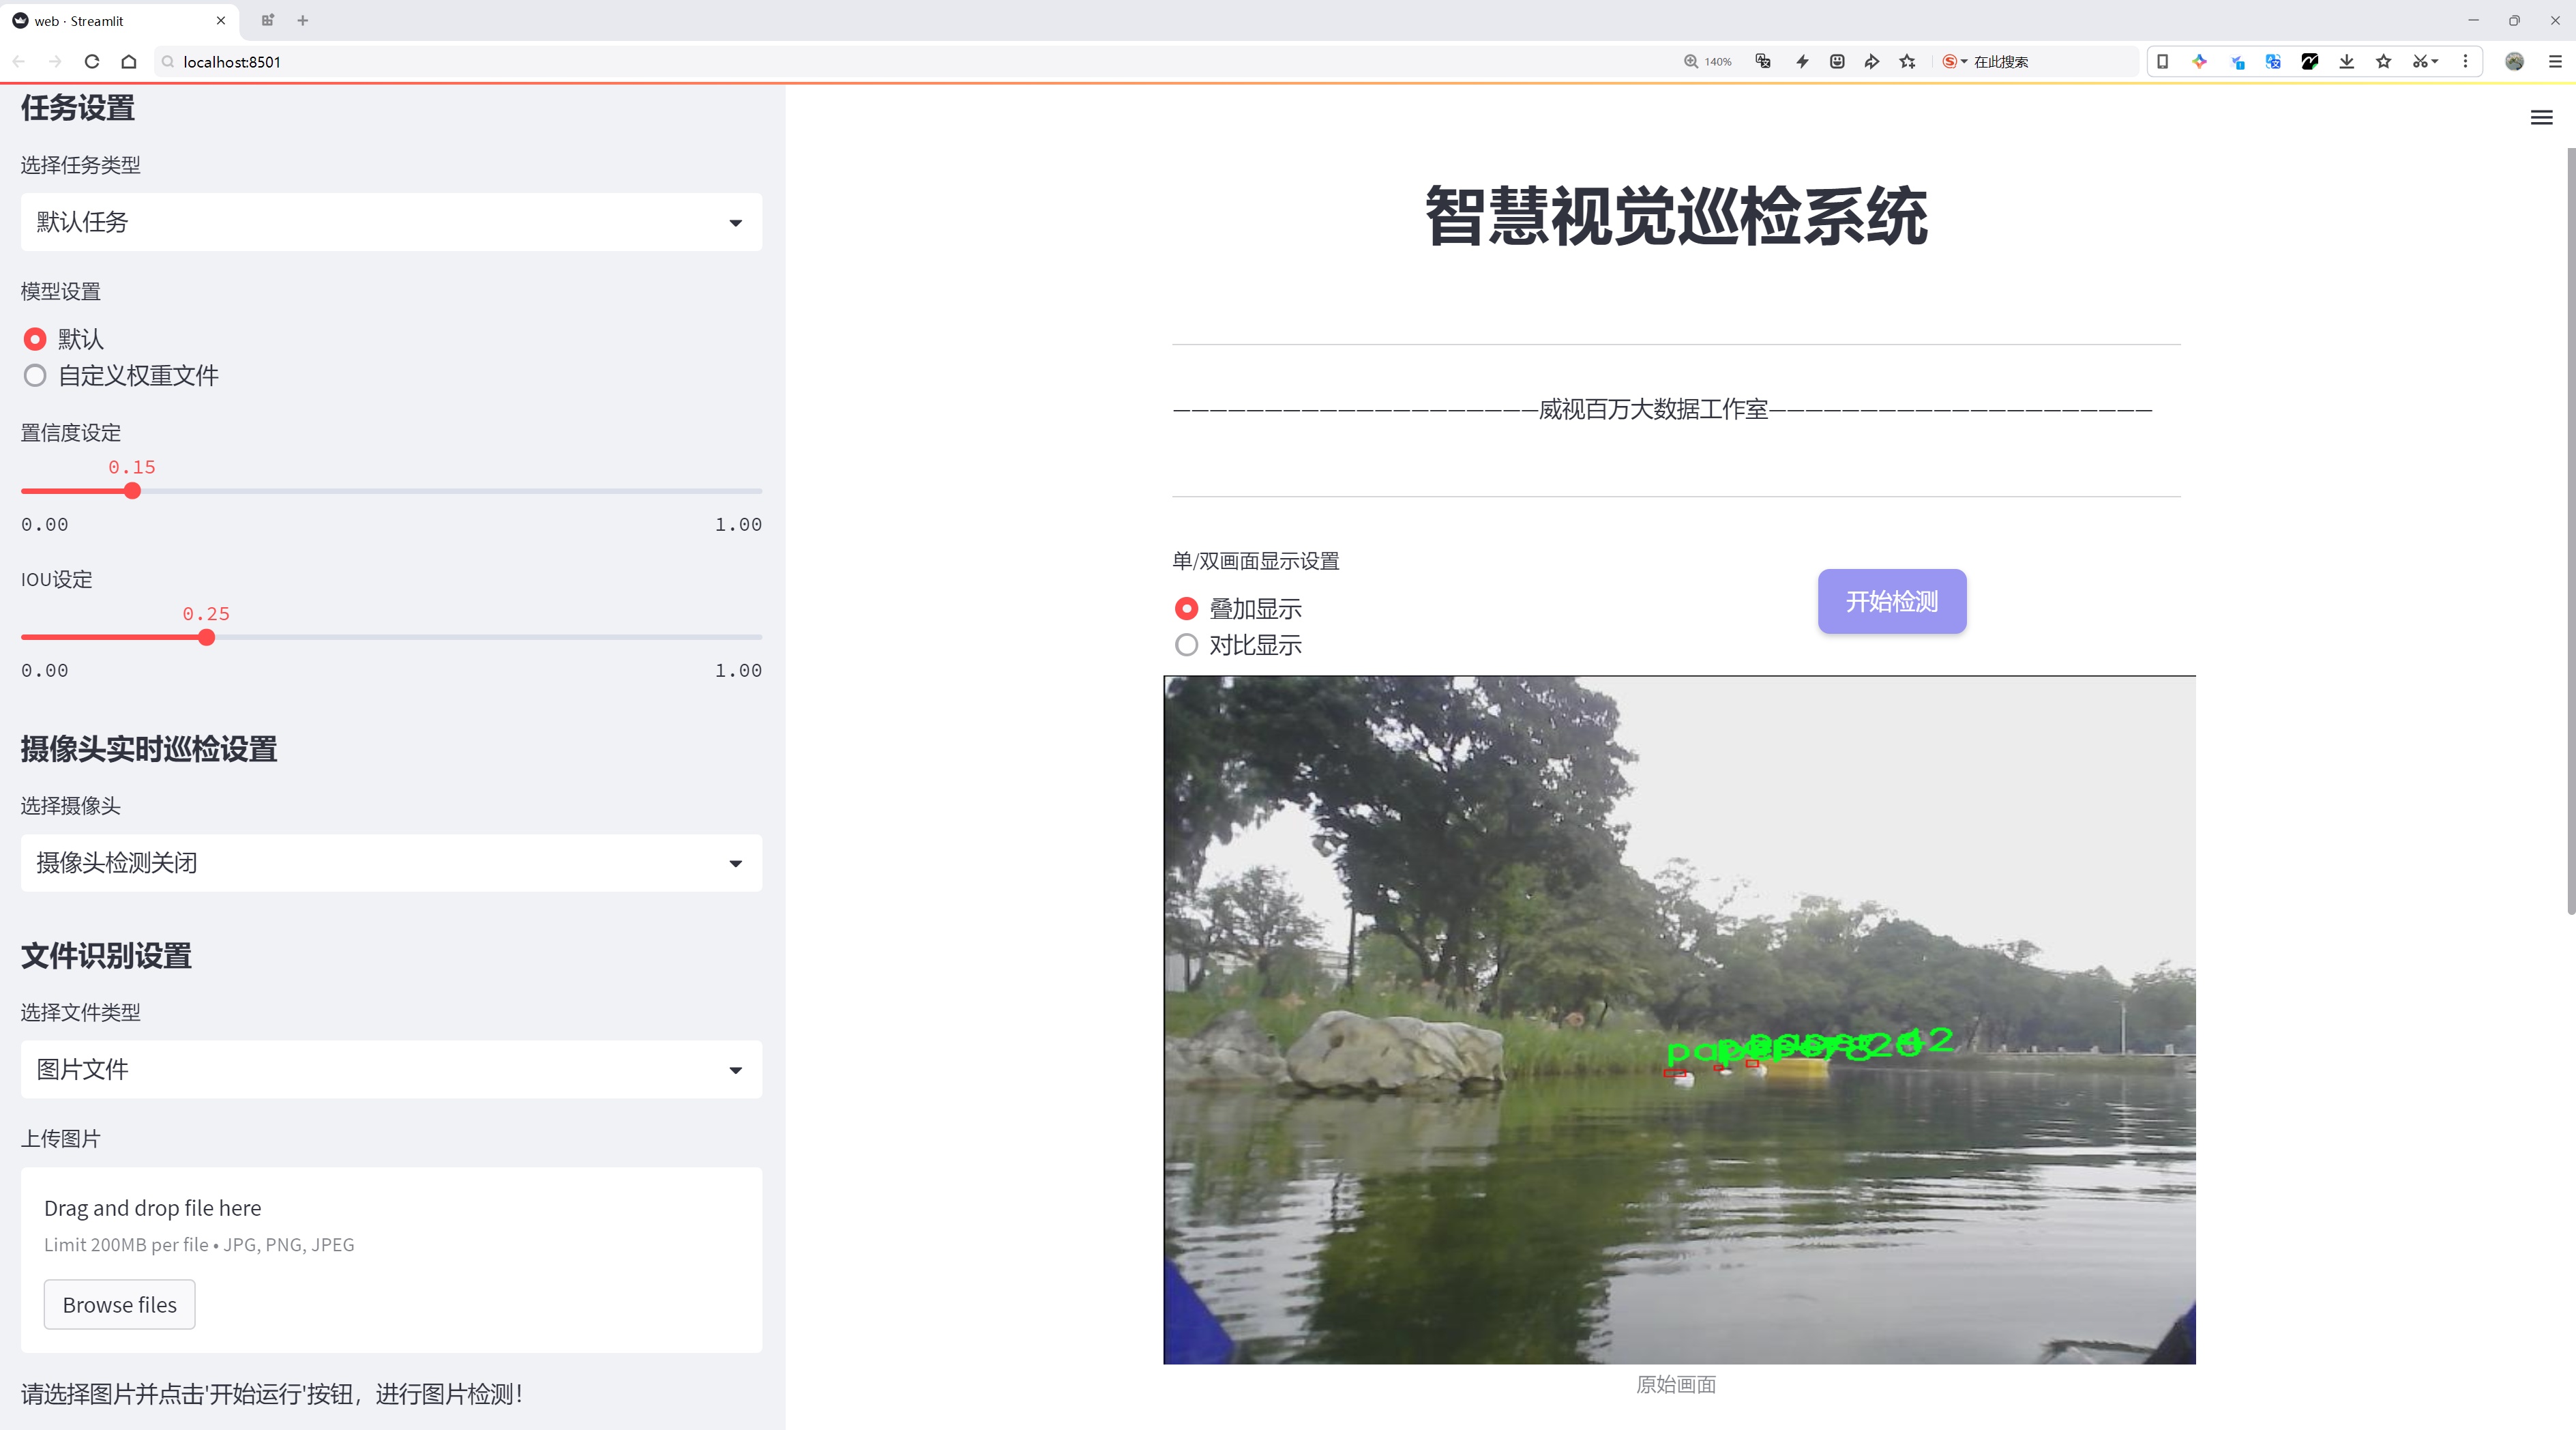 web · Streamlit
localhost:8501
140%
在此搜索
任务设置
选择任务类型
默认任务
模型设置
默认
自定义权重文件
置信度设定
0.15
0.00 1.00
IOU设定
0.25
0.00 1.00
摄像头实时巡检设置
选择摄像头
摄像头检测关闭
文件识别设置
选择文件类型
图片文件
上传图片
Drag and drop file here
Limit 200MB per file • JPG, PNG, JPEG
Browse files
请选择图片并点击'开始运行'按钮，进行图片检测！
智慧视觉巡检系统
—————————————————————威视百万大数据工作室—————————————————————
单/双画面显示设置
叠加显示
对比显示
开始检测
原始画面